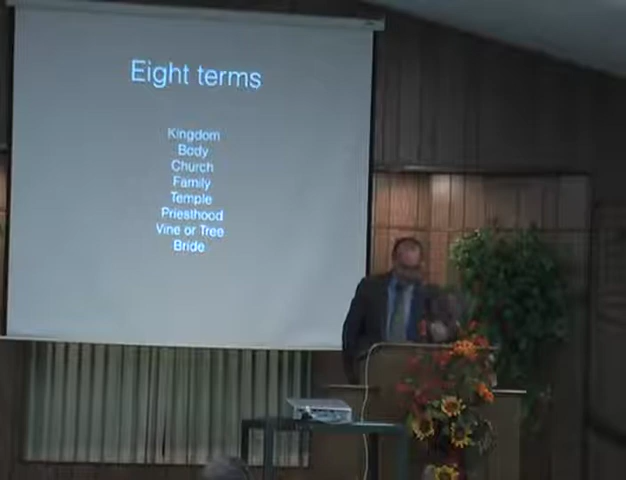 Eight terms
Kingdom
Body
Church
Family
Temple
Priesthood
Vine or Tree
Bride